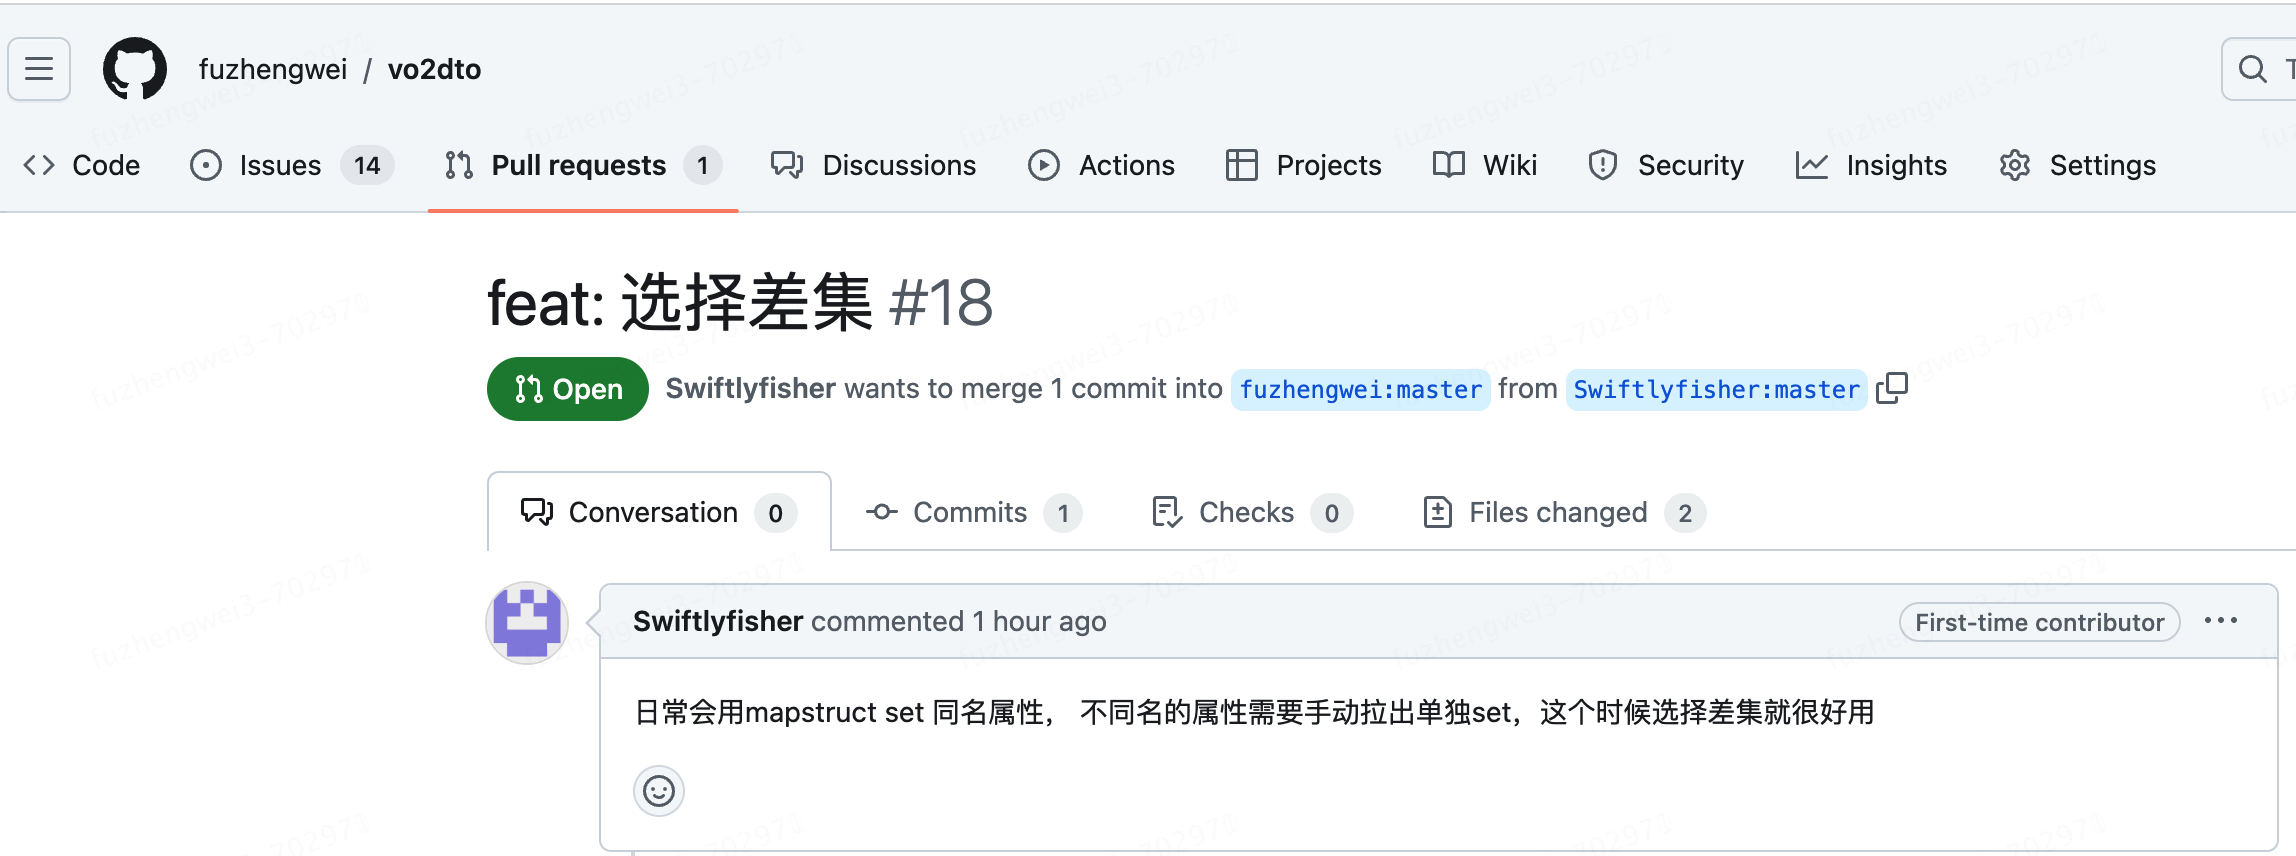 fuzhengwei / vo2dto
Code Issues 14 Pull requests 1 Discussions Actions Projects Wiki Security Insights Settings
feat: 选择差集 #18
Open Swiftlyfisher wants to merge 1 commit into fuzhengwei:master from Swiftlyfisher:master
Conversation 0 Commits 1 Checks 0 Files changed 2
Swiftlyfisher commented 1 hour ago First-time contributor
日常会用mapstruct set 同名属性， 不同名的属性需要手动拉出单独set，这个时候选择差集就很好用